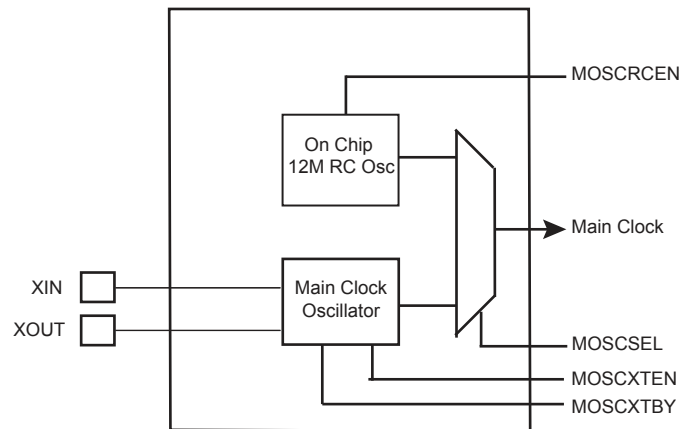 MOSCRCEN
On Chip
12M RC Osc
Main Clock
XIN
Main Clock
Oscillator
XOUT
MOSCSEL
MOSCXTEN
MOSCXTBY